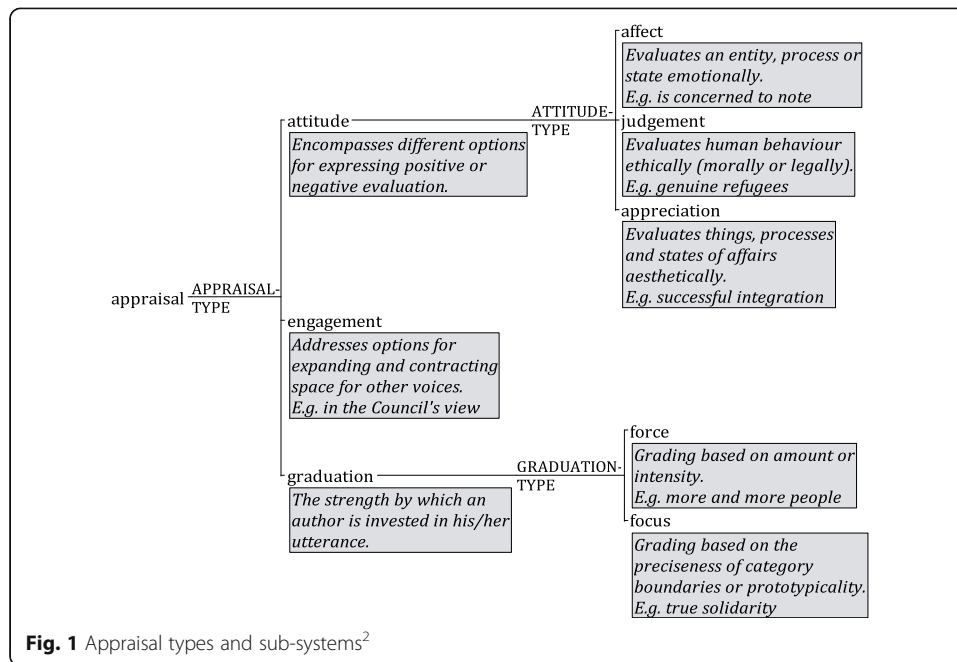 affect
Evaluates an entity, process or
state emotionally.
E.g. is concerned to note
attitude
ATTITUDE-
TYPE
judgement
Encompasses different options
for expressing positive or
negative evaluation.
Evaluates human behaviour
ethically (morally or legally).
E.g. genuine refugees
appreciation
Evaluates things, processes
and states of affairs
aesthetically.
E.g. successful integration
appraisal
APPRAISAL-
TYPE
engagement
Addresses options for
expanding and contracting
space for other voices.
E.g. in the Council's view
graduation
The strength by which an
author is invested in his/her
utterance.
GRADUATION-
TYPE
force
Grading based on amount or
intensity.
E.g. more and more people
focus
Grading based on the
preciseness of category
boundaries or prototypicality.
E.g. true solidarity
Fig. 1 Appraisal types and sub-systems²